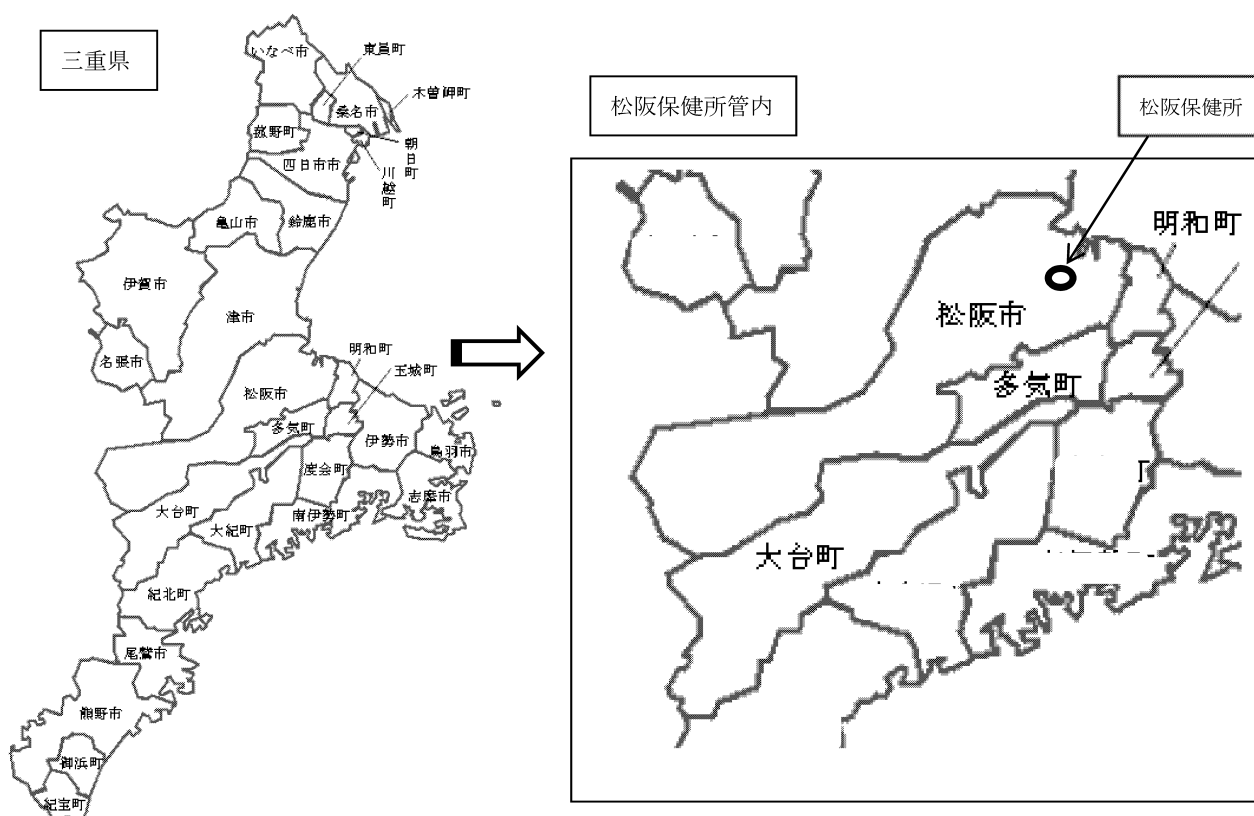 三重県
いなべ市
東員町
木曽岬町
桑名市
菰野町
朝日町
四日市市
川越町
亀山市
鈴鹿市
伊賀市
津市
名張市
明和町
玉城町
松阪市
多気町
伊勢市
鳥羽市
度会町
志摩市
大台町
大紀町
南伊勢町
紀北町
尾鷲市
熊野市
御浜町
紀宝町
松阪保健所管内
松阪保健所
明和町
松阪市
多気町
大台町